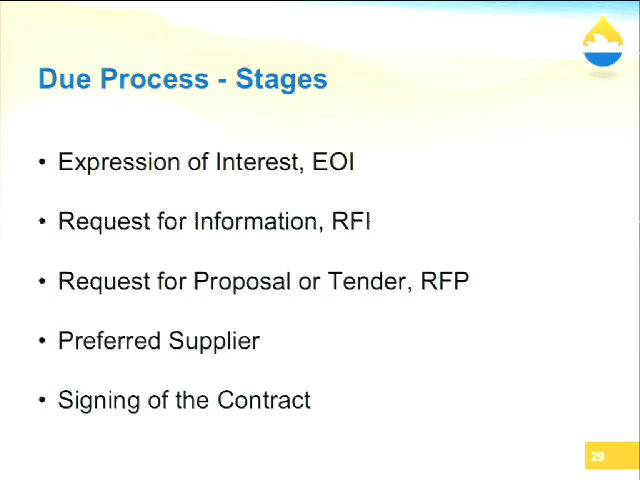 Due Process - Stages
• Expression of Interest, EOI
• Request for Information, RFI
• Request for Proposal or Tender, RFP
• Preferred Supplier
• Signing of the Contract
29